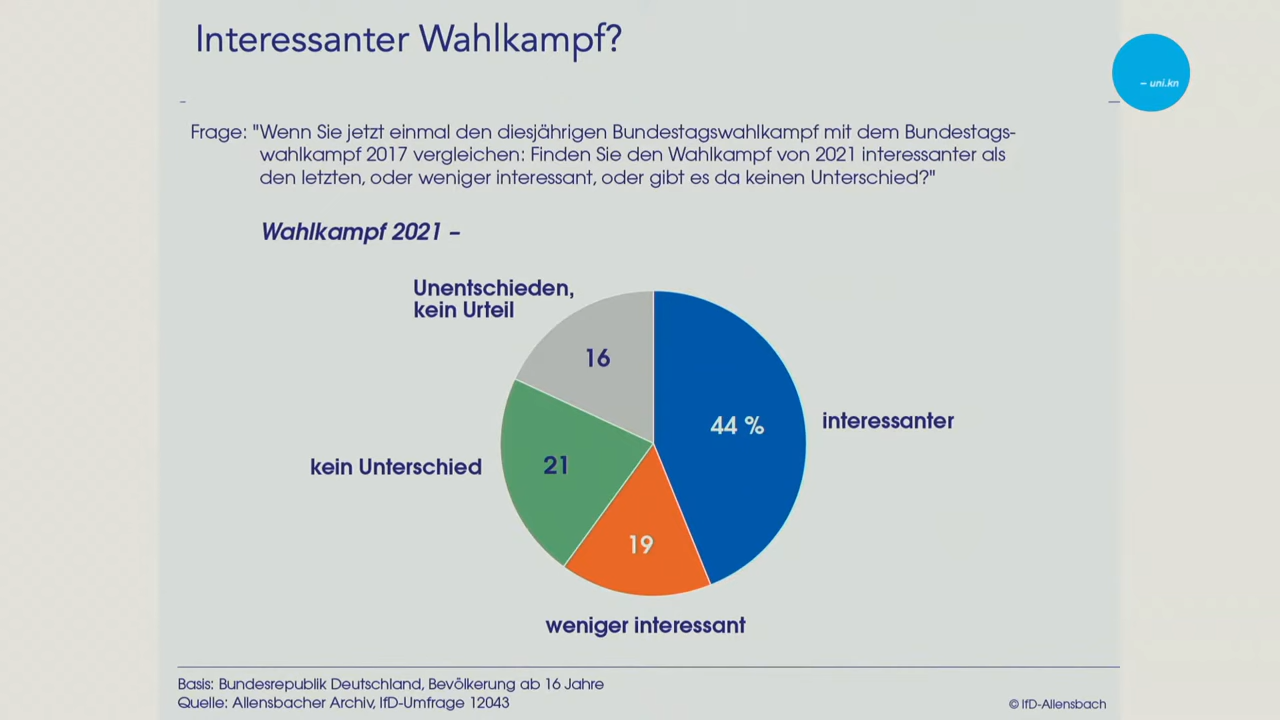 Interessanter Wahlkampf?
– uni.kn
Frage: "Wenn Sie jetzt einmal den diesjährigen Bundestagswahlkampf mit dem Bundestags-
wahlkampf 2017 vergleichen: Finden Sie den Wahlkampf von 2021 interessanter als
den letzten, oder weniger interessant, oder gibt es da keinen Unterschied?"
Wahlkampf 2021 –
Unentschieden,
kein Urteil
16
44 %
interessanter
kein Unterschied
21
19
weniger interessant
Basis: Bundesrepublik Deutschland, Bevölkerung ab 16 Jahre
Quelle: Allensbacher Archiv, IfD-Umfrage 12043
© IfD-Allensbach